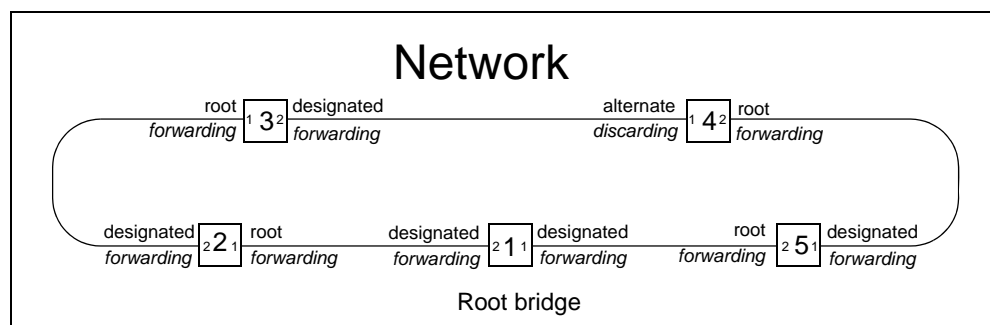 Network
root 3 designated
forwarding 1 2 forwarding
alternate 4 root
discarding 1 2 forwarding
designated 2 root
forwarding 2 1 forwarding
designated 1 designated
forwarding 2 1 forwarding
root 5 designated
forwarding 2 1 forwarding
Root bridge